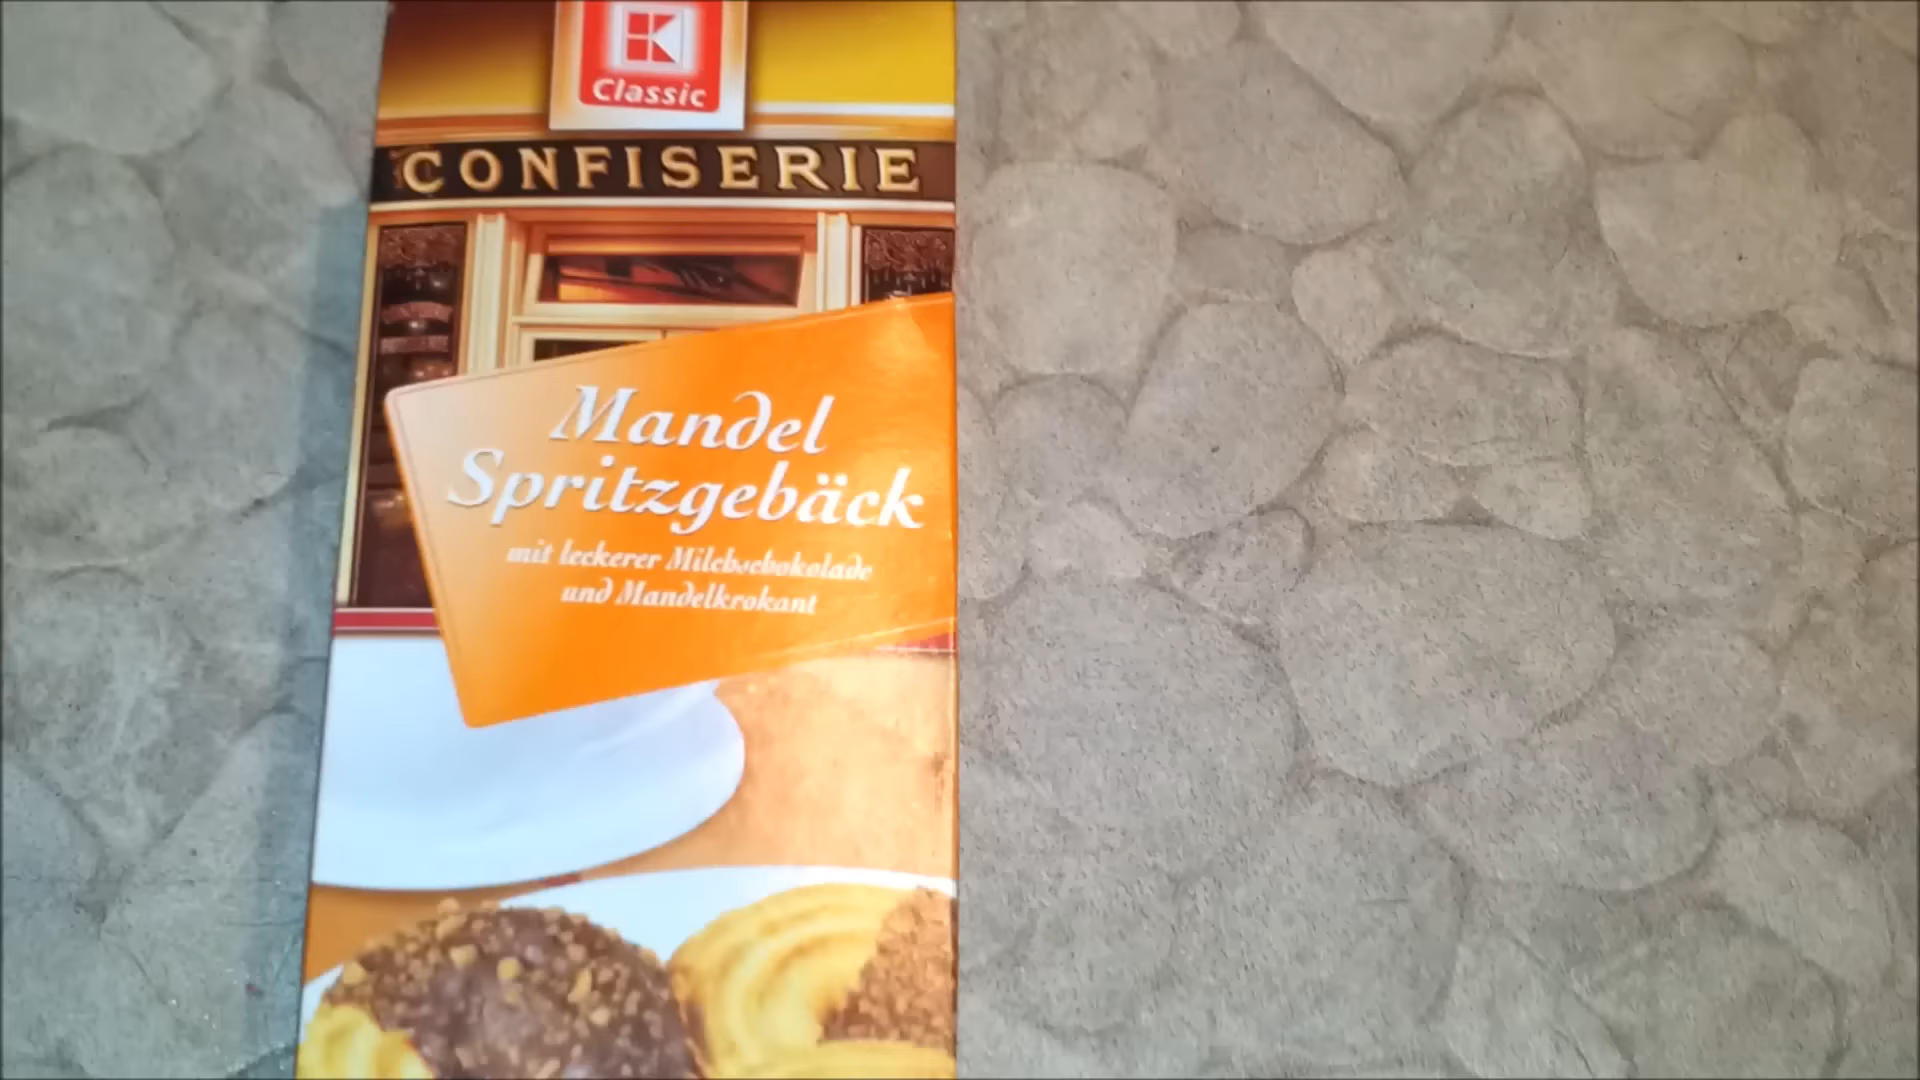 K
Classic
CONFISERIE
Mandel
Spritzgebäck
mit leckerer Milchschokolade
und Mandelkrokant